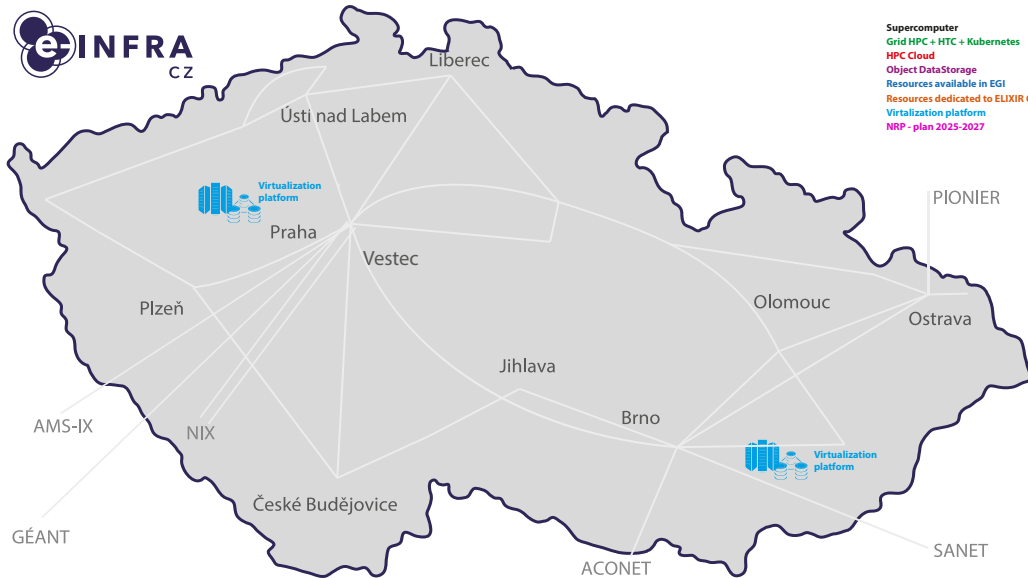 e-INFRA
CZ
Supercomputer
Grid HPC + HTC + Kubernetes
HPC Cloud
Object DataStorage
Resources available in EGI
Resources dedicated to ELIXIR
Virtalization platform
NRP - plan 2025-2027
Liberec
Ústi nad Labem
Virtualization
platform
PIONIER
Praha
Vestec
Plzeň
Olomouc
Ostrava
Jihlava
AMS-IX
NIX
Brno
Virtualization
platform
České Budějovice
GÉANT
SANET
ACONET